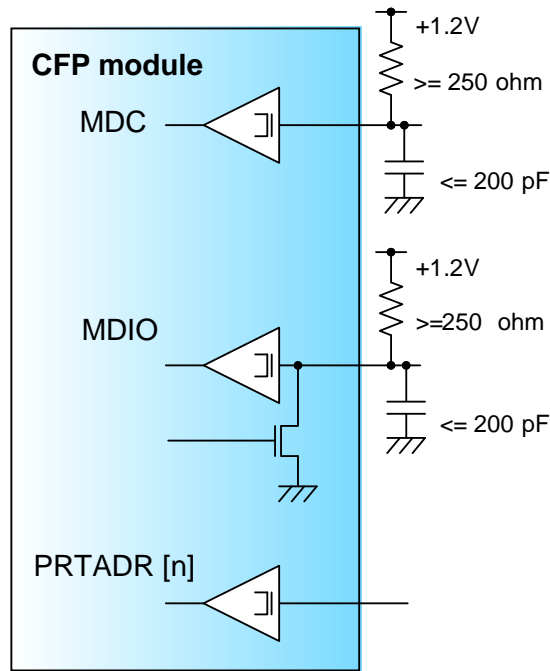 +1.2V
CFP module
>= 250 ohm
MDC
<= 200 pF
+1.2V
MDIO
>=250 ohm
<= 200 pF
PRTADR [n]